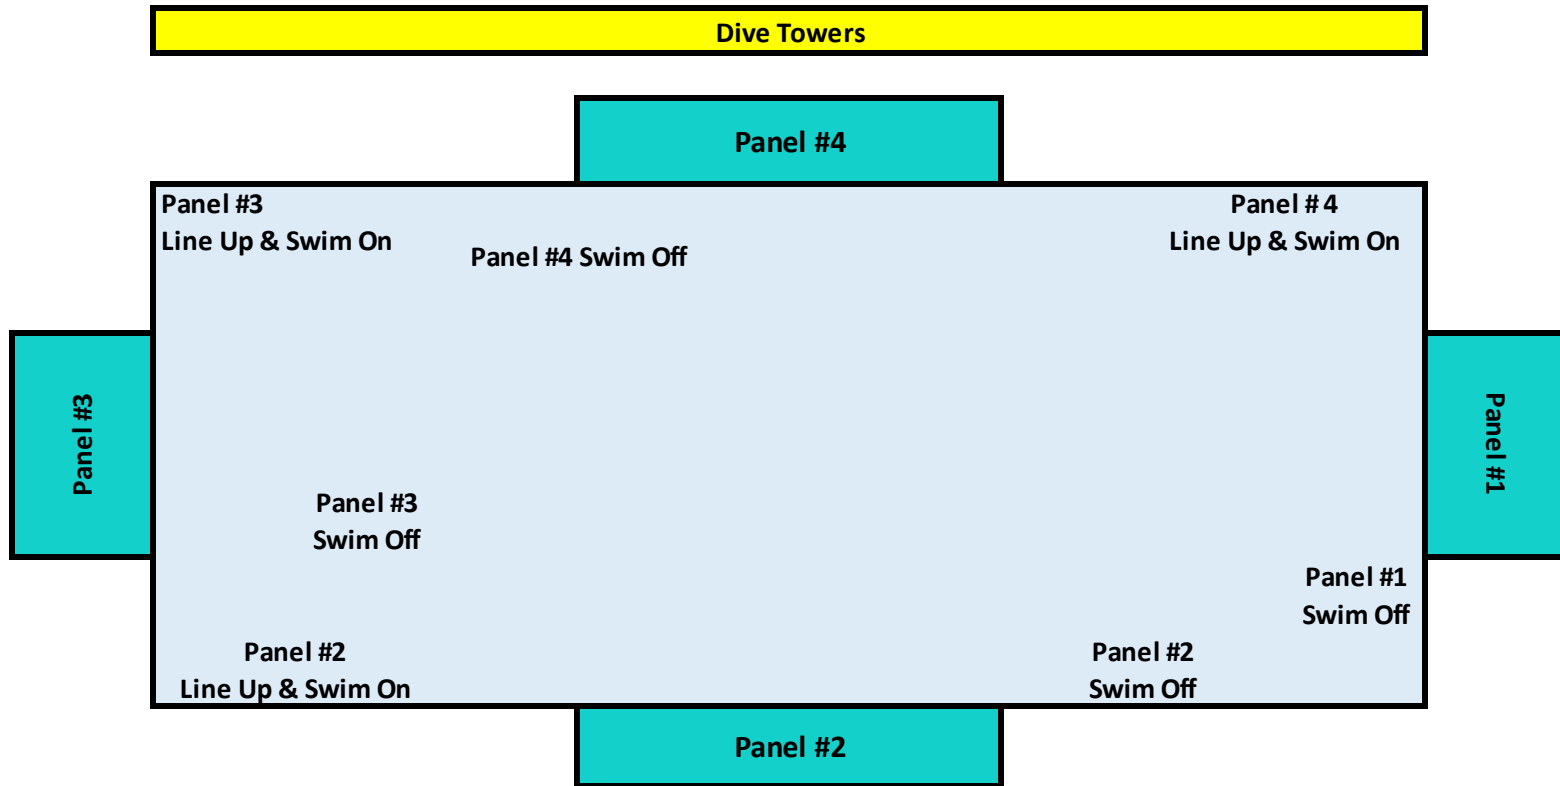 Dive Towers
Panel #4
Panel #3
Line Up & Swim On
Panel #4 Swim Off
Panel # 4
Line Up & Swim On
Panel #3
Panel #1
Panel #3
Swim Off
Panel #1
Swim Off
Panel #2
Line Up & Swim On
Panel #2
Swim Off
Panel #2